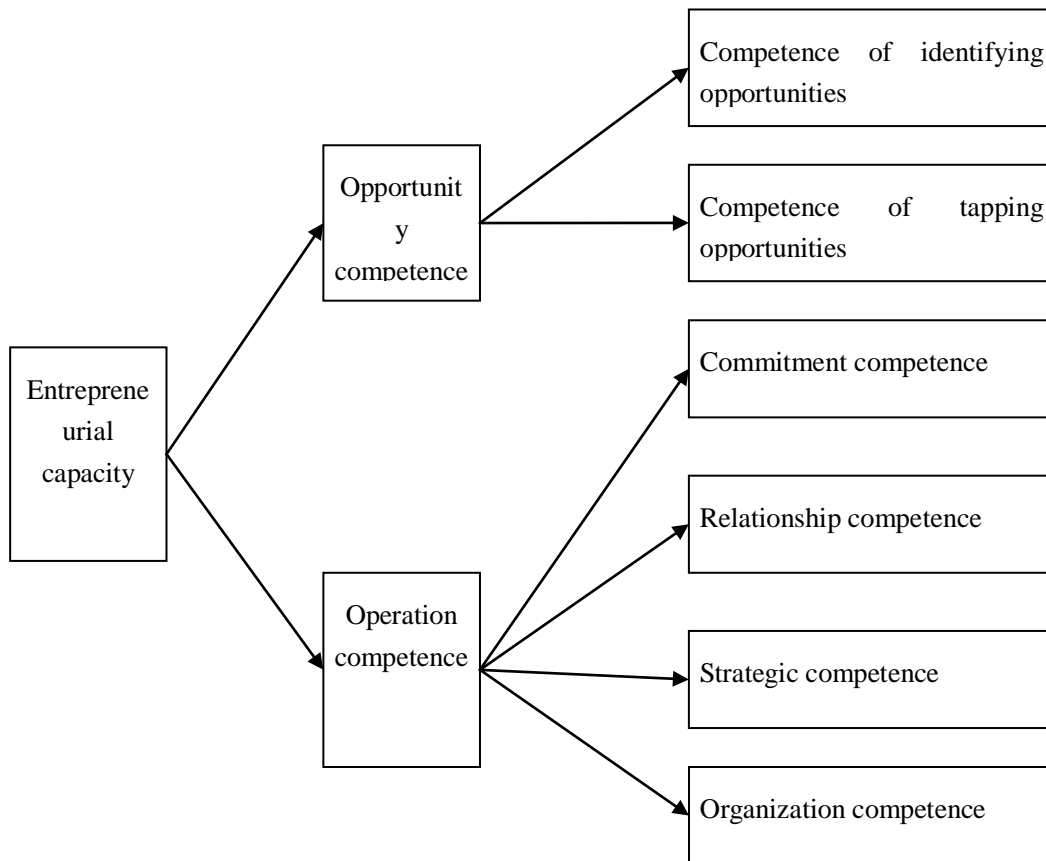 Competence of identifying
opportunities
Opportunit
y
competence
Competence of tapping
opportunities
Entreprene
urial
capacity
Commitment competence
Relationship competence
Operation
competence
Strategic competence
Organization competence